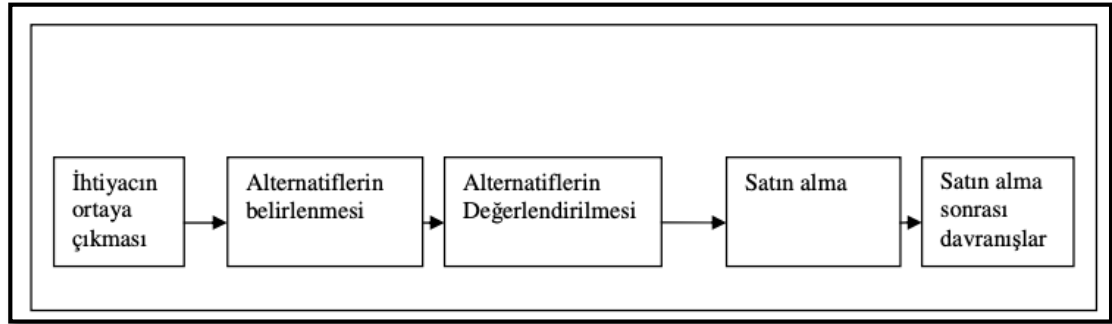 İhtiyacın
ortaya
çıkması
Alternatiflerin
belirlenmesi
Alternatiflerin
Değerlendirilmesi
Satın alma
Satın alma
sonrası
davranışlar